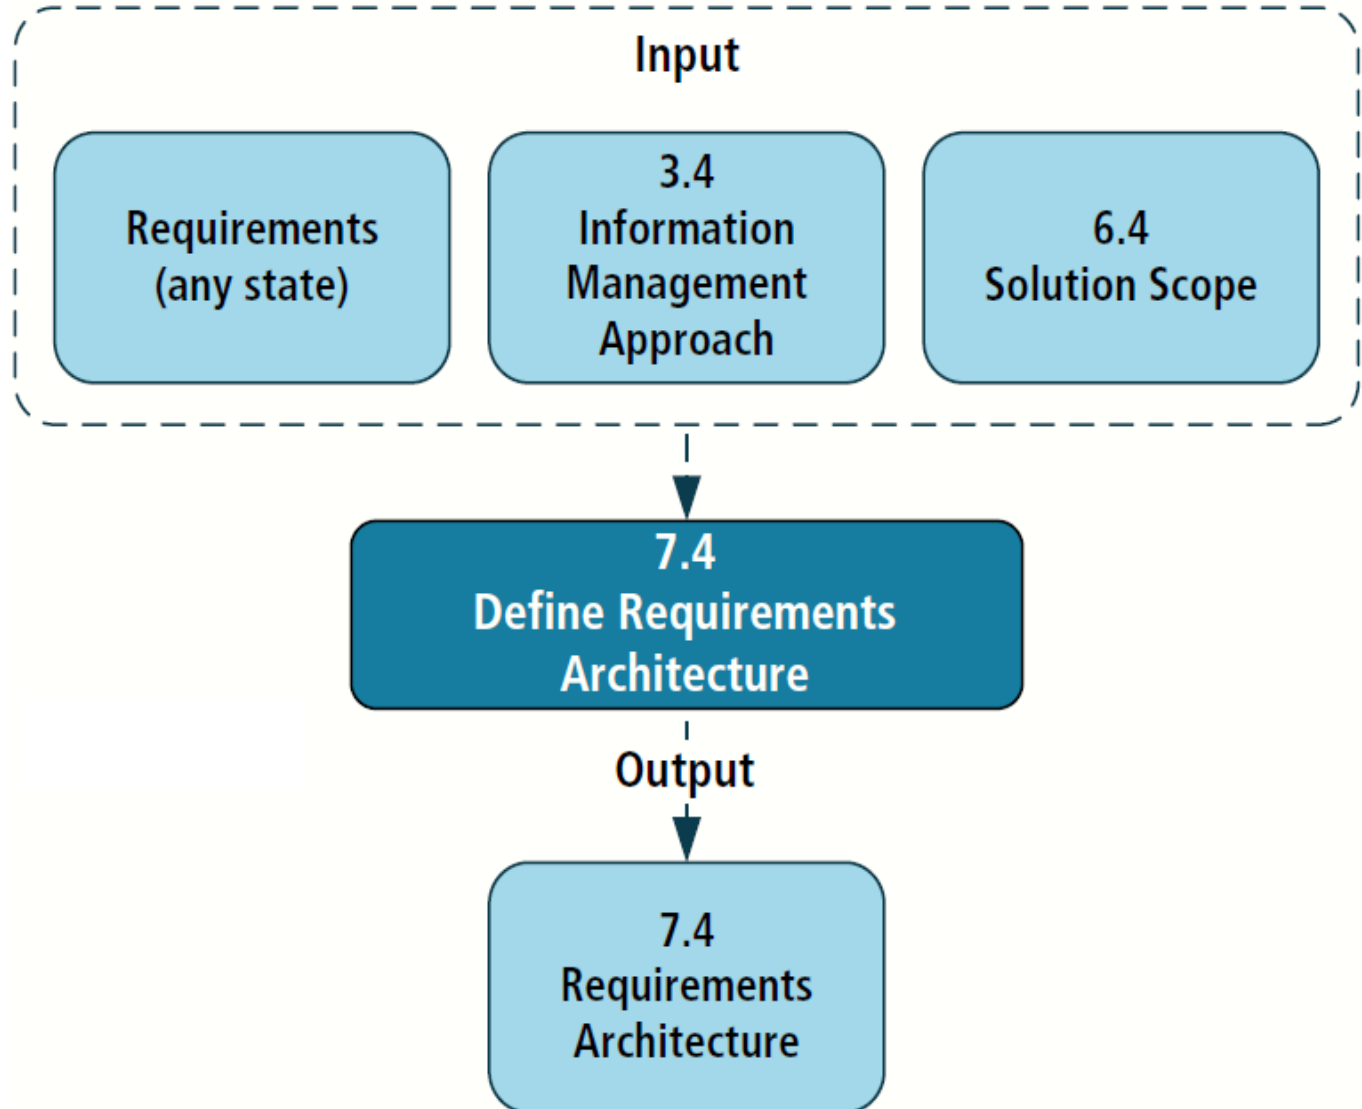 Input
Requirements
(any state)
3.4
Information
Management
Approach
6.4
Solution Scope
7.4
Define Requirements
Architecture
Output
7.4
Requirements
Architecture